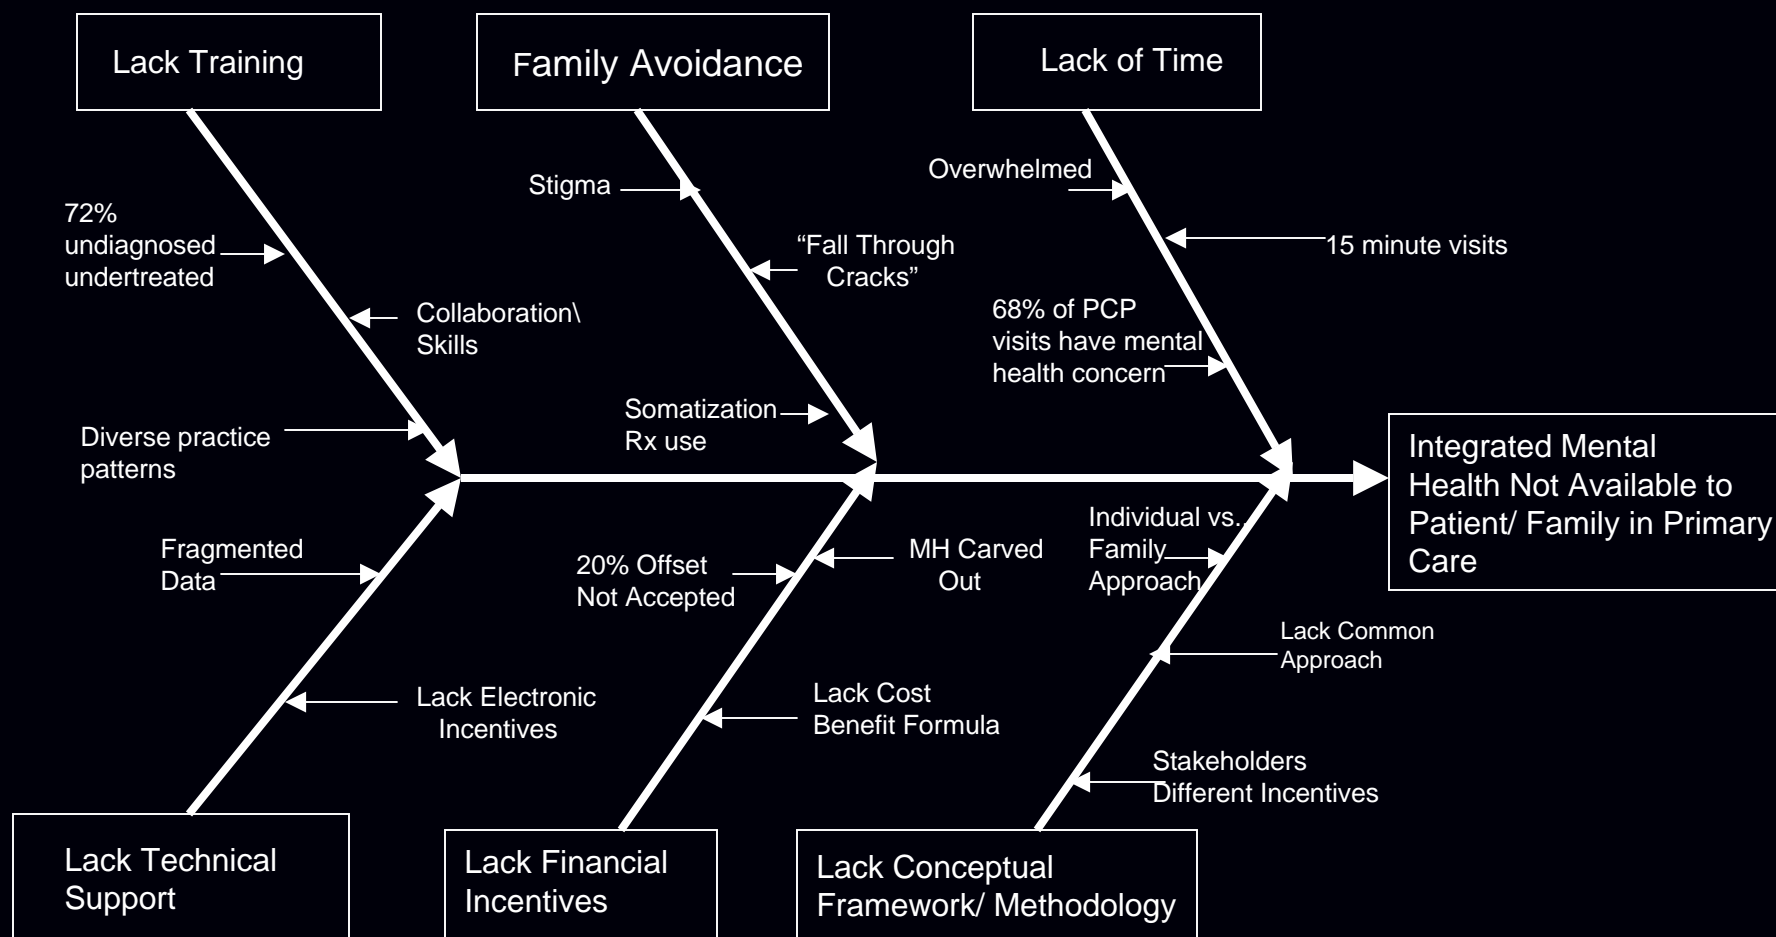 Lack Training
Family Avoidance
Lack of Time
Stigma
Overwhelmed
72%
undiagnosed
undertreated
“Fall Through
Cracks”
15 minute visits
Collaboration\
Skills
68% of PCP
visits have mental
health concern
Diverse practice
patterns
Somatization
Rx use
Integrated Mental
Health Not Available to
Patient/ Family in Primary
Care
Fragmented
Data
20% Offset
Not Accepted
MH Carved
Out
Individual vs..
Family
Approach
Lack Common
Approach
Lack Electronic
Incentives
Lack Cost
Benefit Formula
Stakeholders
Different Incentives
Lack Technical
Support
Lack Financial
Incentives
Lack Conceptual
Framework/ Methodology